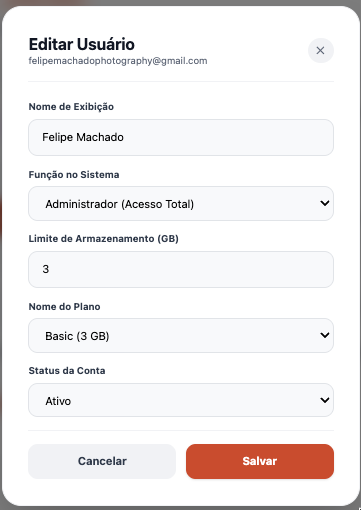 Editar Usuário
felipemachadophotography@gmail.com
Nome de Exibição
Felipe Machado
Função no Sistema
Administrador (Acesso Total)
Limite de Armazenamento (GB)
3
Nome do Plano
Basic (3 GB)
Status da Conta
Ativo
Cancelar
Salvar